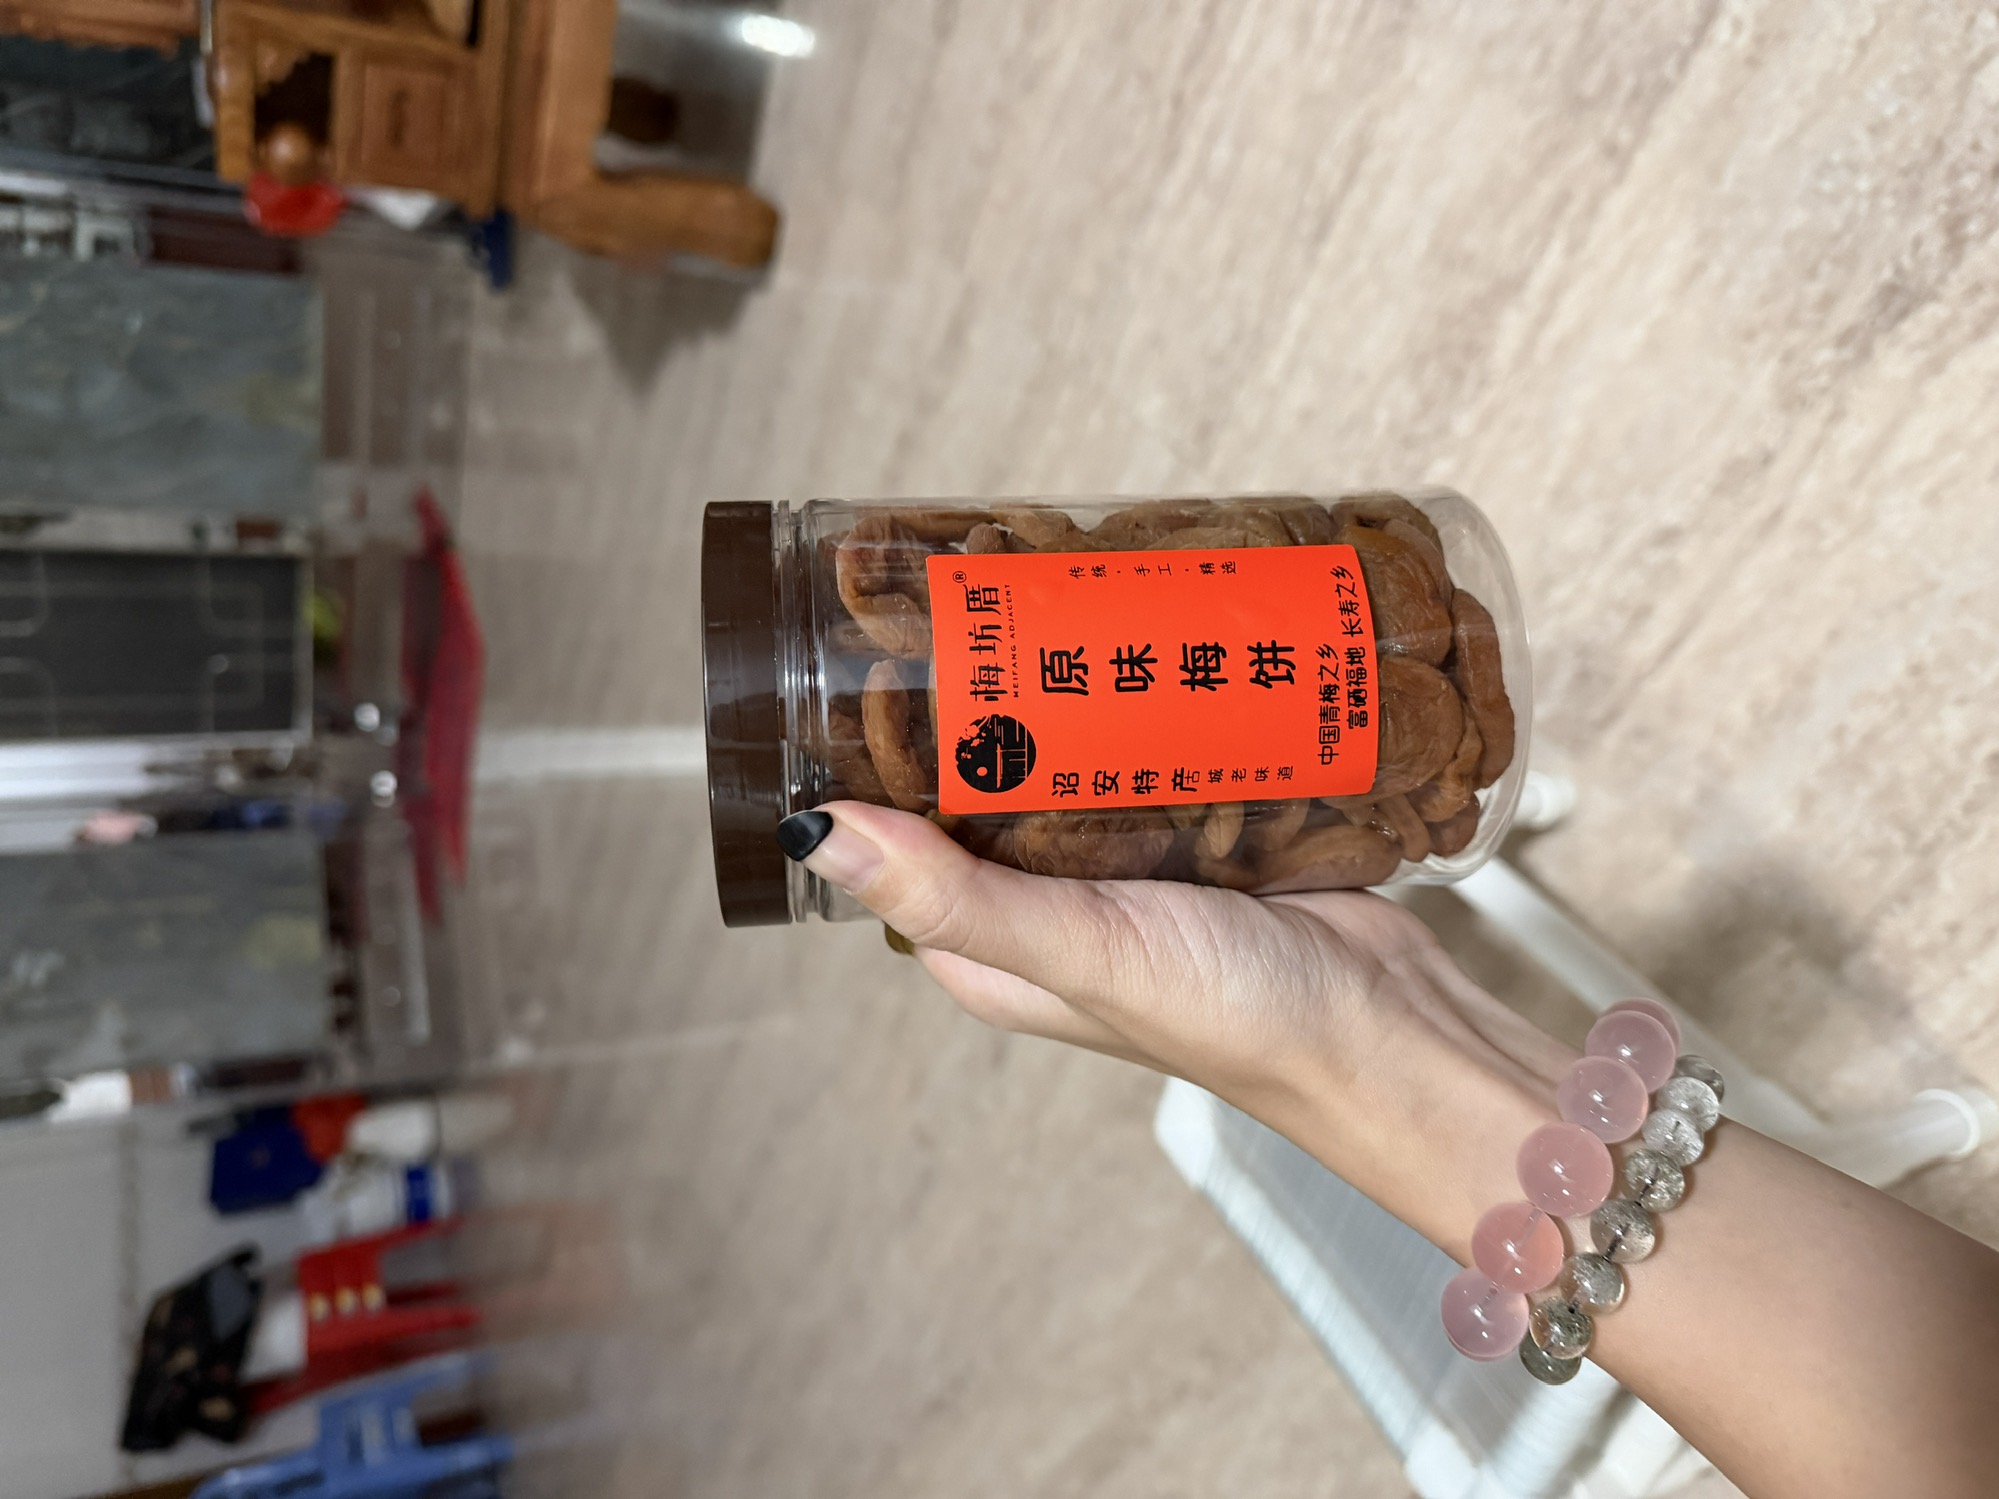 梅坊厝®
MEIFANG ADJACENT
诏安特产
古城老味道
原味梅饼
传统·手工·精选
中国青梅之乡
富硒福地 长寿之乡